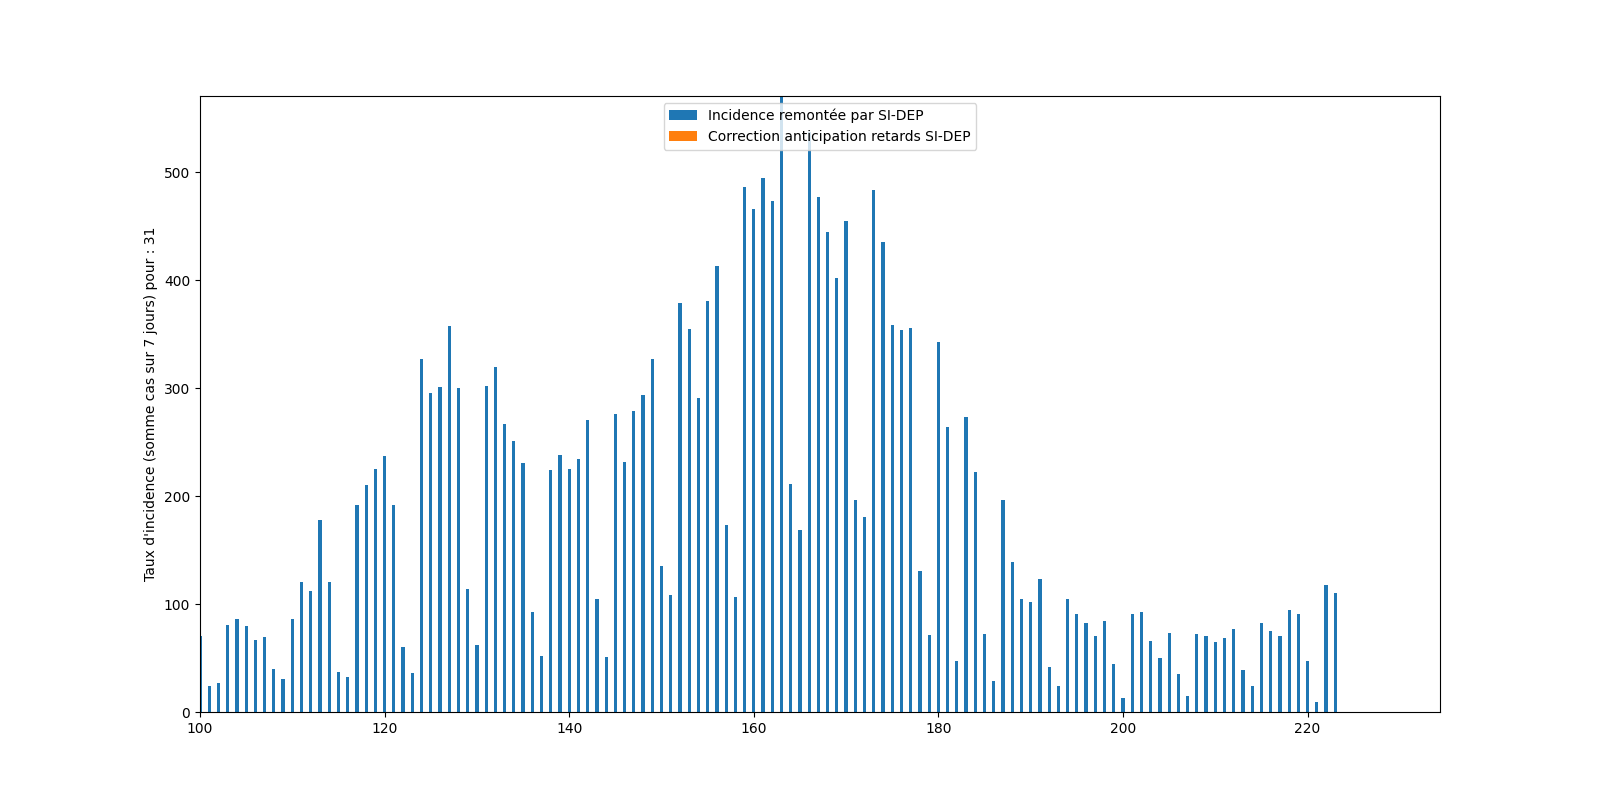 Incidence remontée par SI-DEP
Correction anticipation retards SI-DEP
Taux d'incidence (somme cas sur 7 jours) pour : 31
500
400
300
200
100
0
100 120 140 160 180 200 220